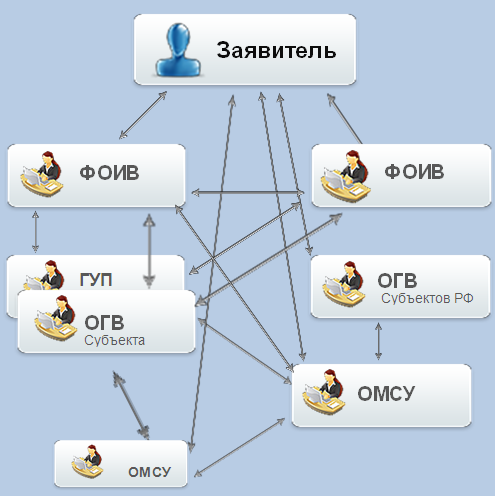 Заявитель
ФОИВ
ФОИВ
ГУП
ОГВ
Субъекта
ОГВ
Субъектов РФ
ОМСУ
ОМСУ